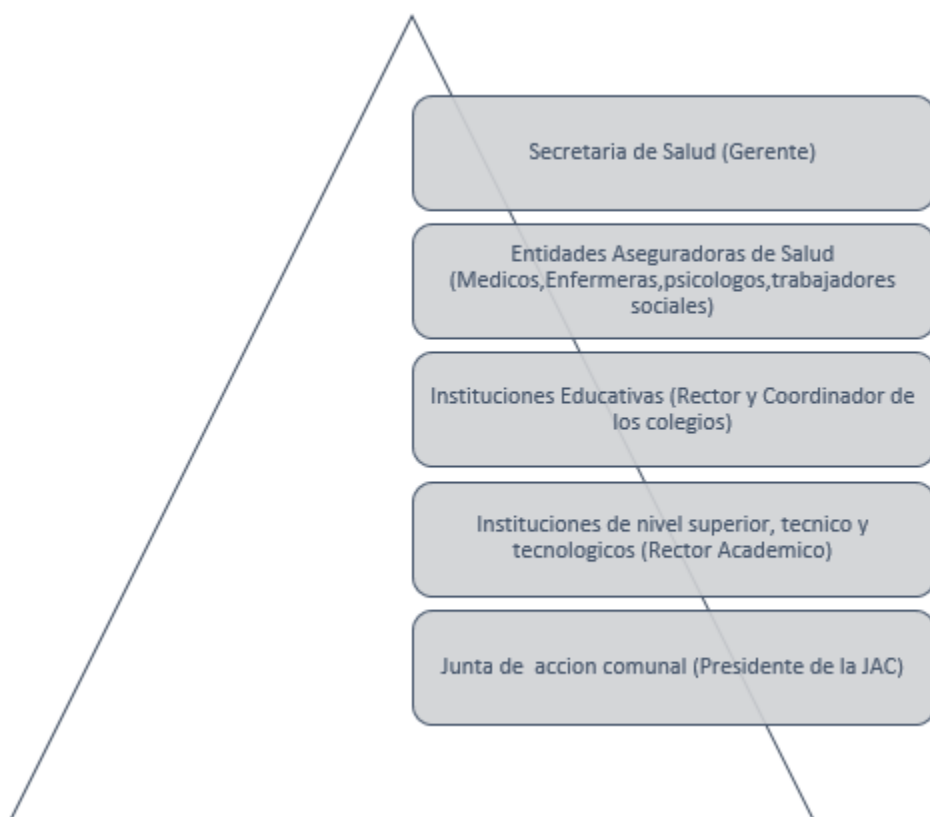 Secretaria de Salud (Gerente)
Entidades Aseguradoras de Salud
(Medicos,Enfermeras,psicologos,trabajadores
sociales)
Instituciones Educativas (Rector y Coordinador de
los colegios)
Instituciones de nivel superior, tecnico y
tecnologicos (Rector Academico)
Junta de  accion comunal (Presidente de la JAC)